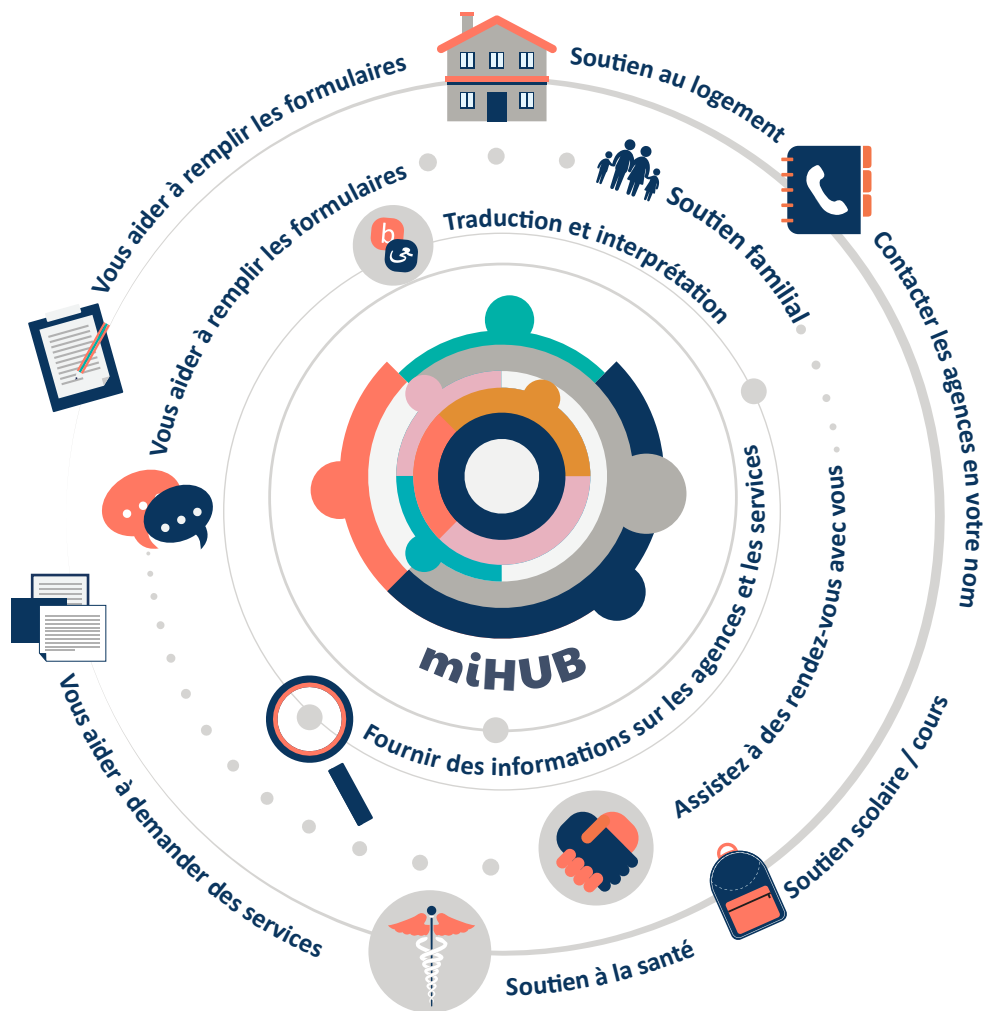 Vous aider à remplir les formulaires
Soutien au logement
Contacter les agences en votre nom
Soutien scolaire / cours
Soutien à la santé
Vous aider à demander des services
Vous aider à remplir les formulaires
Soutien familial
Assistez à des rendez-vous avec vous
Traduction et interprétation
Fournir des informations sur les agences et les services
miHUB
b